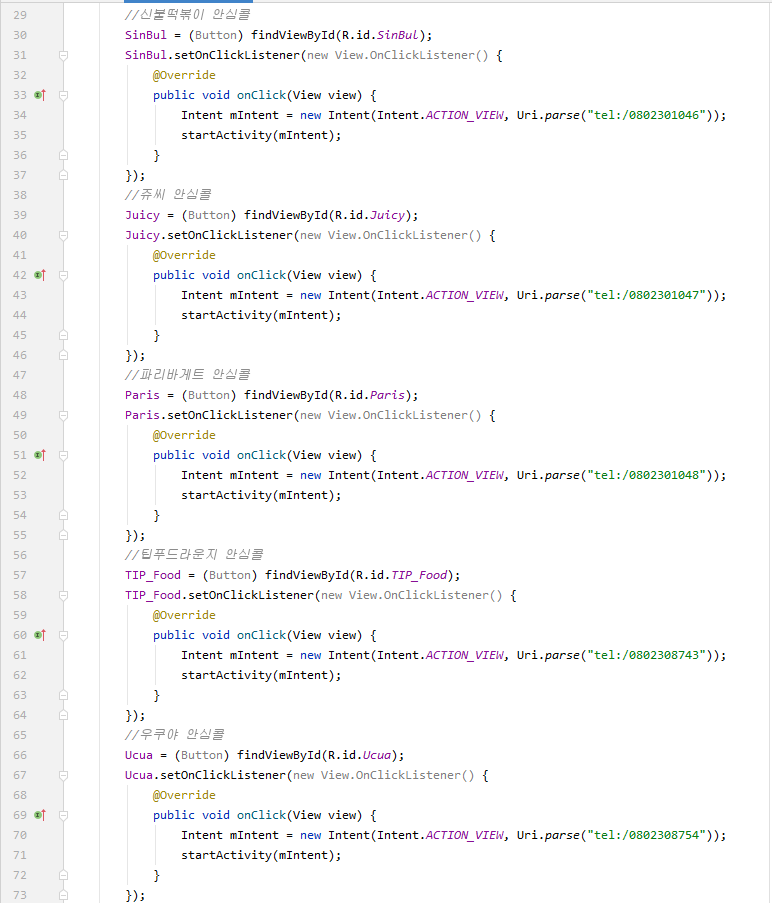 29 //신불떡볶이 안심콜
30 SinBul = (Button) findViewById(R.id.SinBul);
31 SinBul.setOnClickListener(new View.OnClickListener() {
32 @Override
33 public void onClick(View view) {
34 Intent mIntent = new Intent(Intent.ACTION_VIEW, Uri.parse("tel:/0802301046"));
35 startActivity(mIntent);
36 }
37 });
38 //쥬씨 안심콜
39 Juicy = (Button) findViewById(R.id.Juicy);
40 Juicy.setOnClickListener(new View.OnClickListener() {
41 @Override
42 public void onClick(View view) {
43 Intent mIntent = new Intent(Intent.ACTION_VIEW, Uri.parse("tel:/0802301047"));
44 startActivity(mIntent);
45 }
46 });
47 //파리바게트 안심콜
48 Paris = (Button) findViewById(R.id.Paris);
49 Paris.setOnClickListener(new View.OnClickListener() {
50 @Override
51 public void onClick(View view) {
52 Intent mIntent = new Intent(Intent.ACTION_VIEW, Uri.parse("tel:/0802301048"));
53 startActivity(mIntent);
54 }
55 });
56 //팁푸드라운지 안심콜
57 TIP_Food = (Button) findViewById(R.id.TIP_Food);
58 TIP_Food.setOnClickListener(new View.OnClickListener() {
59 @Override
60 public void onClick(View view) {
61 Intent mIntent = new Intent(Intent.ACTION_VIEW, Uri.parse("tel:/0802308743"));
62 startActivity(mIntent);
63 }
64 });
65 //우쿠야 안심콜
66 Ucua = (Button) findViewById(R.id.Ucua);
67 Ucua.setOnClickListener(new View.OnClickListener() {
68 @Override
69 public void onClick(View view) {
70 Intent mIntent = new Intent(Intent.ACTION_VIEW, Uri.parse("tel:/0802308754"));
71 startActivity(mIntent);
72 }
73 });